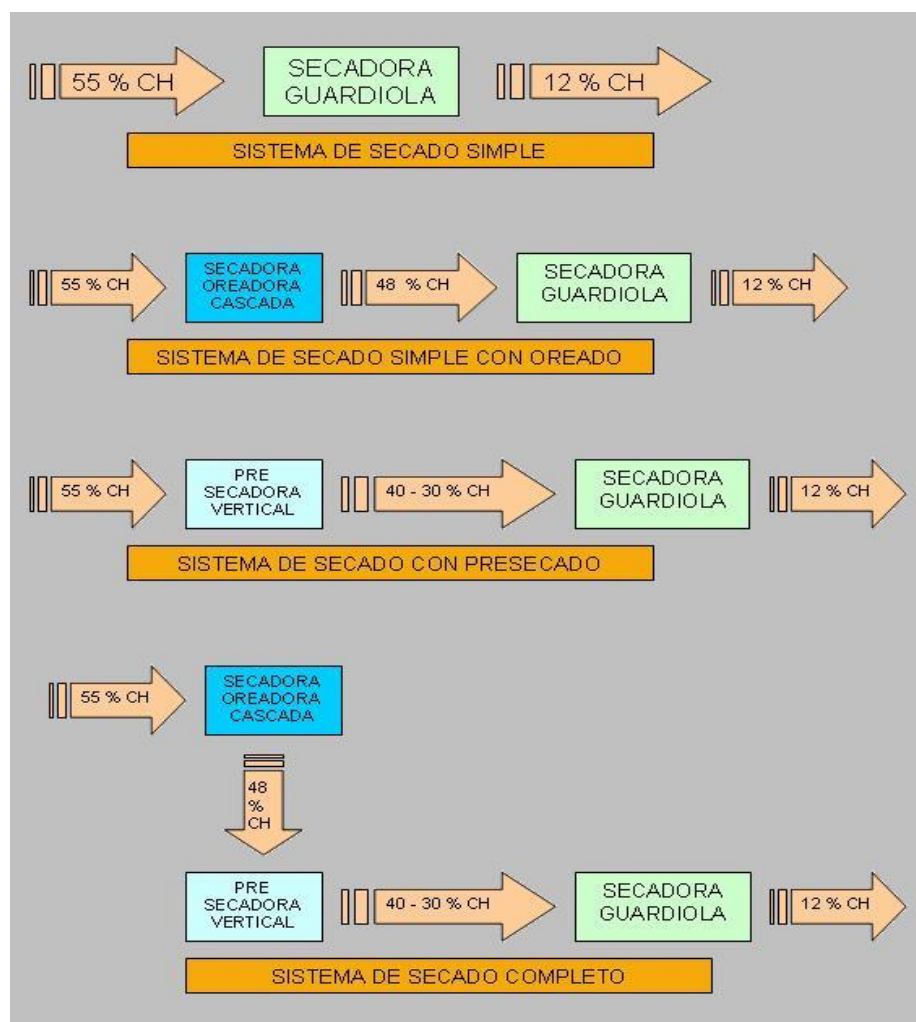 55 % CH
SECADORA
GUARDIOLA
12 % CH
SISTEMA DE SECADO SIMPLE
55 % CH
SECADORA
OREADORA
CASCADA
48 % CH
SECADORA
GUARDIOLA
12 % CH
SISTEMA DE SECADO SIMPLE CON OREADO
55 % CH
PRE
SECADORA
VERTICAL
40 - 30 % CH
SECADORA
GUARDIOLA
12 % CH
SISTEMA DE SECADO CON PRESECADO
55 % CH
SECADORA
OREADORA
CASCADA
48
%
CH
PRE
SECADORA
VERTICAL
40 - 30 % CH
SECADORA
GUARDIOLA
12 % CH
SISTEMA DE SECADO COMPLETO